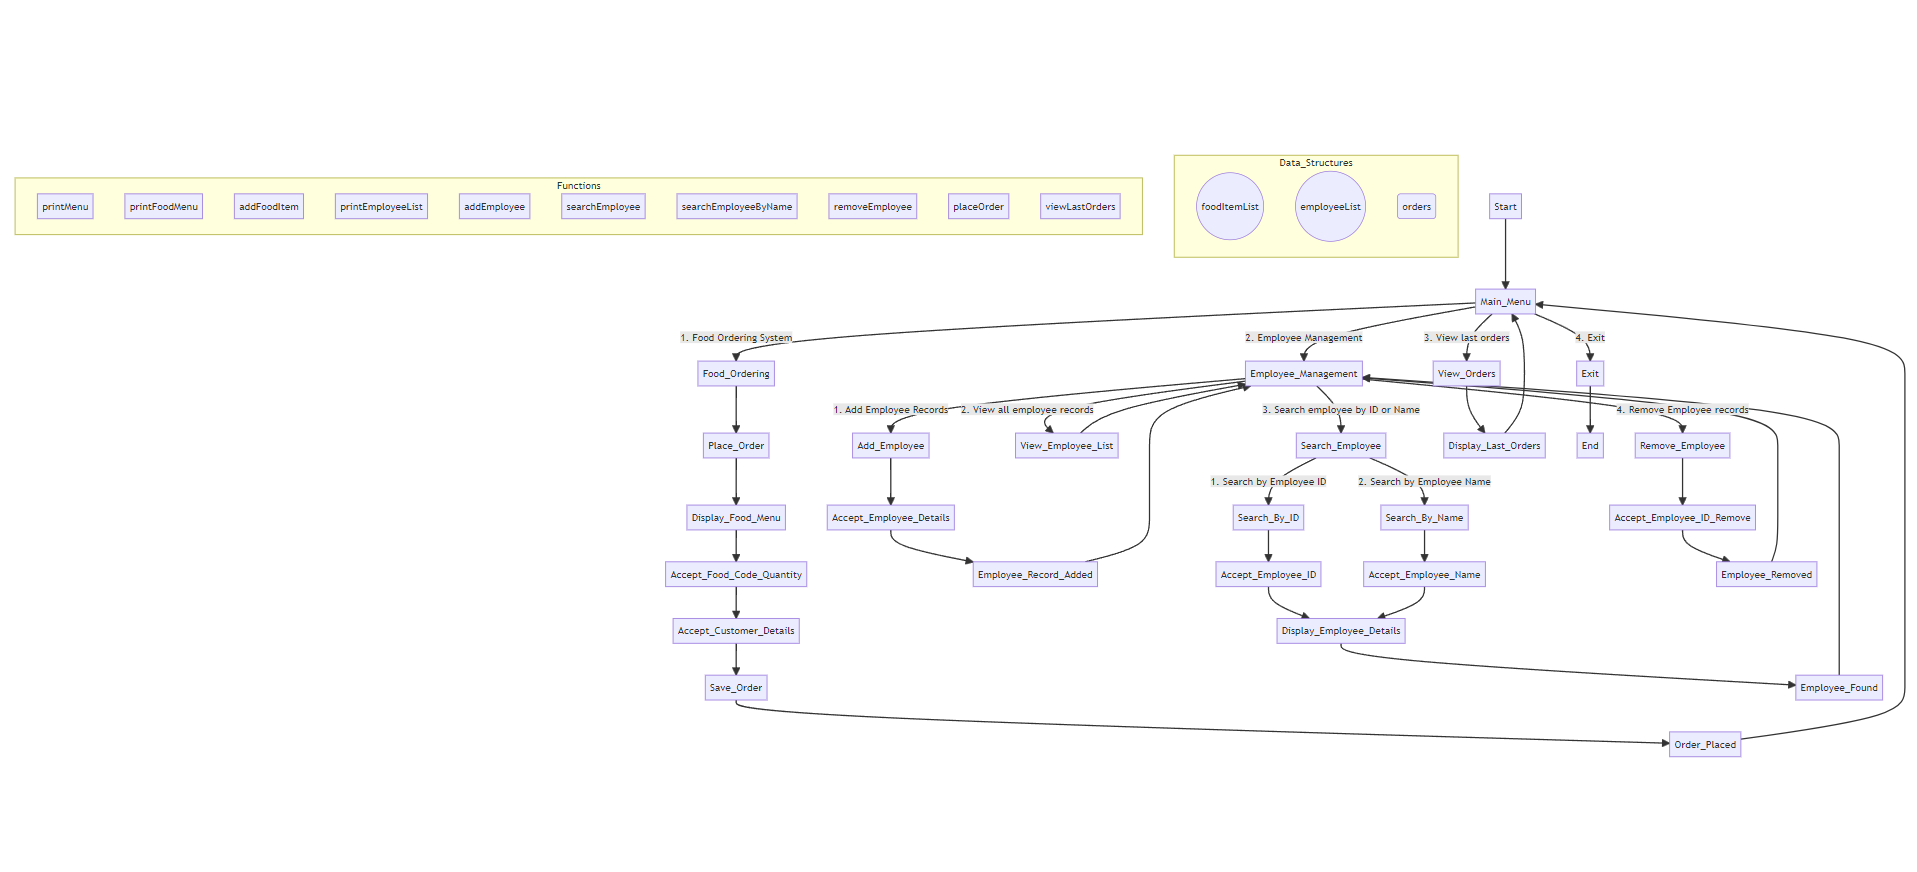 Functions
printMenu
printFoodMenu
addFoodItem
printEmployeeList
addEmployee
searchEmployee
searchEmployeeByName
removeEmployee
placeOrder
viewLastOrders
Data_Structures
foodItemList
employeeList
orders
Start
Main_Menu
1. Food Ordering System
2. Employee Management
3. View last orders
4. Exit
Food_Ordering
Employee_Management
View_Orders
Exit
1. Add Employee Records
2. View all employee records
3. Search employee by ID or Name
4. Remove Employee records
Place_Order
Add_Employee
View_Employee_List
Search_Employee
Display_Last_Orders
End
Remove_Employee
1. Search by Employee ID
2. Search by Employee Name
Display_Food_Menu
Accept_Employee_Details
Search_By_ID
Search_By_Name
Accept_Employee_ID_Remove
Accept_Food_Code_Quantity
Employee_Record_Added
Accept_Employee_ID
Accept_Employee_Name
Employee_Removed
Accept_Customer_Details
Display_Employee_Details
Save_Order
Employee_Found
Order_Placed